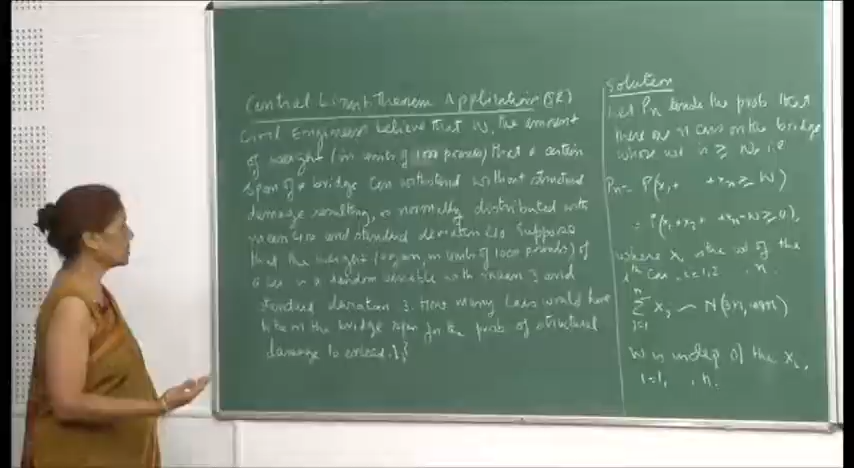 Central Limit Theorem Application (SR)
Civil Engineers believe that W, the amount
of weight (in units of 1000 pounds) that a certain
span of a bridge can withstand without structural
damage resulting, is normally distributed with
mean 400 and standard deviation 40 Suppose
that the weight (again, in units of 1000 pounds) of
a car is a random variable with mean 3 and
standard deviation .3. How many cars would have
to be on the bridge span for the prob of structural
damage to exceed .1?
Solution
Let Pn denote the prob that
there are n cars on the bridge
whose wt is ≥ W, i.e
Pn = P(x1 + +xn ≥ W)
= P(x1+x2+ +xn-W ≥ 0),
where xi is the wt of the
ith car, i=1,2 , n.
n
∑ xi ~ N(3n, .09n)
i=1
W is indep of the xi,
i=1, , n.